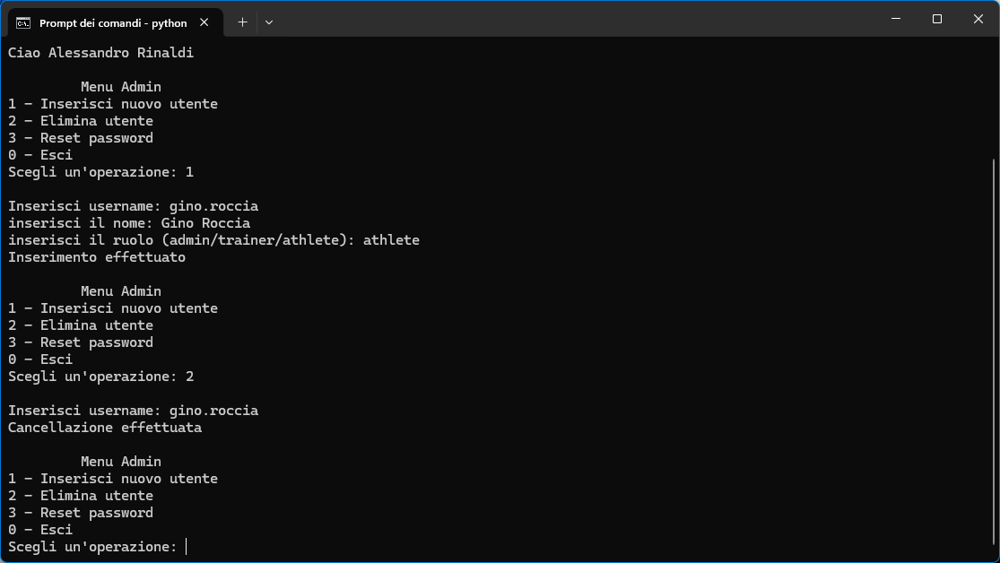 Prompt dei comandi - python
Ciao Alessandro Rinaldi
Menu Admin
1 - Inserisci nuovo utente
2 - Elimina utente
3 - Reset password
0 - Esci
Scegli un'operazione: 1
Inserisci username: gino.roccia
inserisci il nome: Gino Roccia
inserisci il ruolo (admin/trainer/athlete): athlete
Inserimento effettuato
Menu Admin
1 - Inserisci nuovo utente
2 - Elimina utente
3 - Reset password
0 - Esci
Scegli un'operazione: 2
Inserisci username: gino.roccia
Cancellazione effettuata
Menu Admin
1 - Inserisci nuovo utente
2 - Elimina utente
3 - Reset password
0 - Esci
Scegli un'operazione: